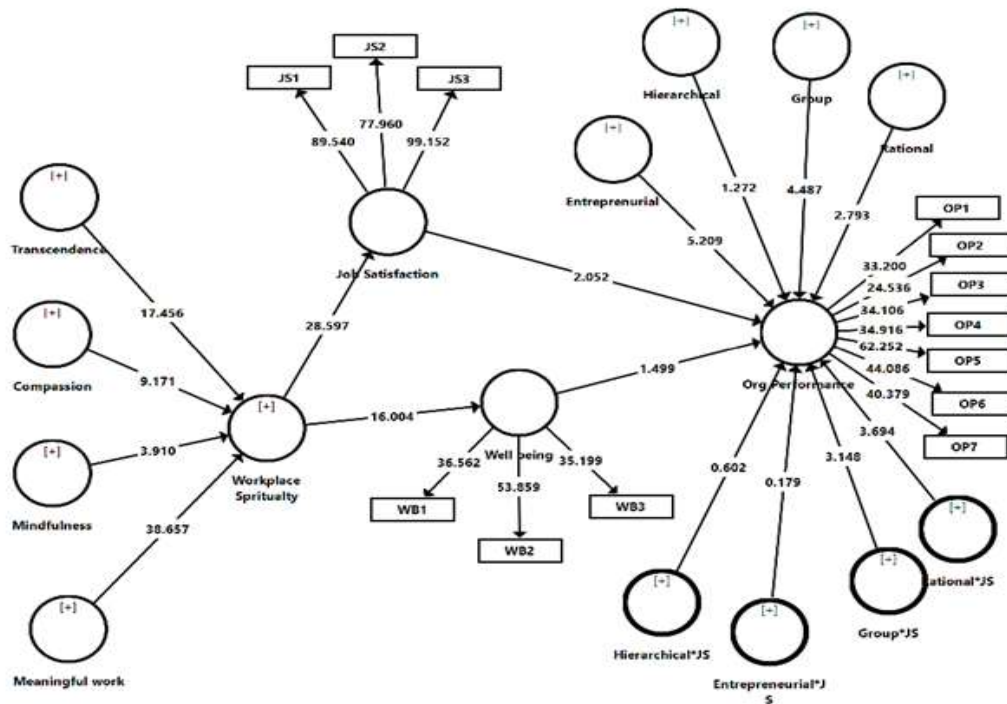 [+]
Hierarchical
[+]
Group
[+]
Rational
[+]
Entreprenurial
JS1
JS2
JS3
89.540
77.960
99.152
Job Satisfaction
[+]
Transcendence
[+]
Compassion
[+]
Mindfulness
[+]
Meaningful work
17.456
9.171
3.910
38.657
[+]
Workplace
Spritualty
28.597
16.004
2.052
1.499
5.209
1.272
4.487
2.793
Org Performance
OP1
OP2
OP3
OP4
OP5
OP6
OP7
33.200
24.536
34.106
34.916
62.252
44.086
40.379
Well being
36.562
53.859
35.199
WB1
WB2
WB3
0.602
0.179
3.148
3.694
[+]
Hierarchical*JS
[+]
Entrepreneurial*J
S
[+]
Group*JS
[+]
ational*JS